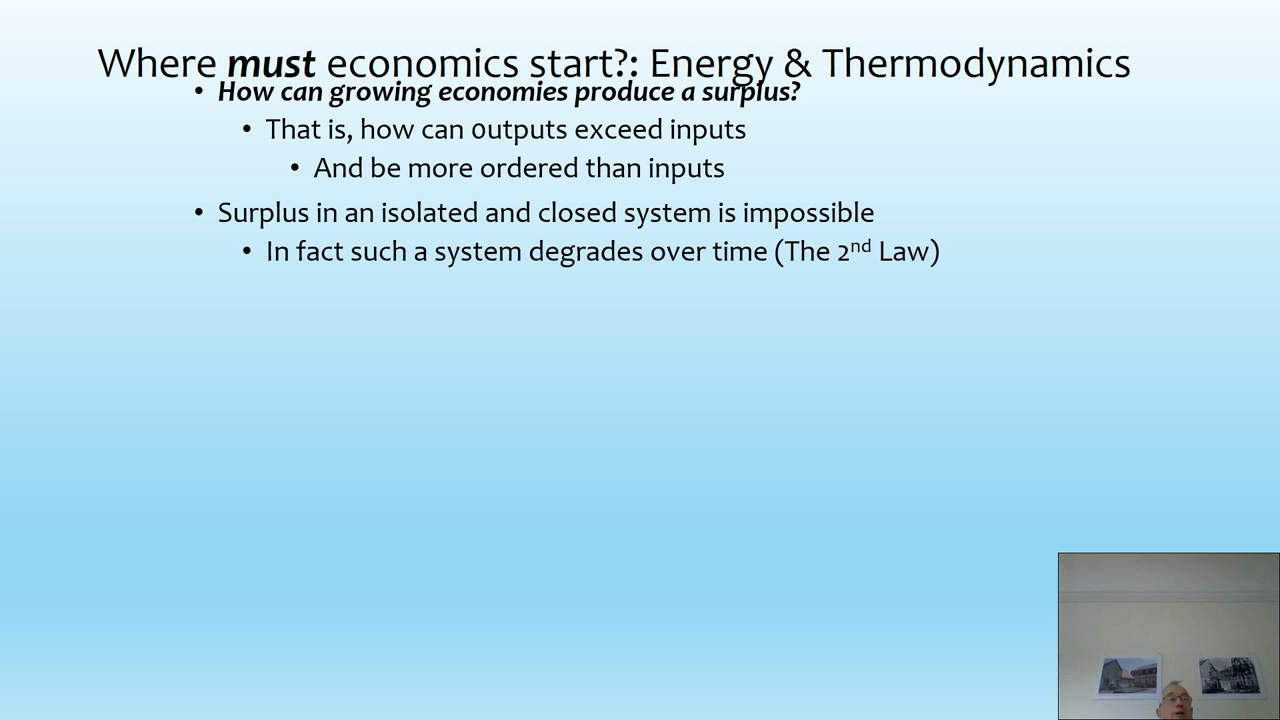 Where must economics start?: Energy & Thermodynamics
• How can growing economies produce a surplus?
• That is, how can 0utputs exceed inputs
• And be more ordered than inputs
• Surplus in an isolated and closed system is impossible
• In fact such a system degrades over time (The 2nd Law)